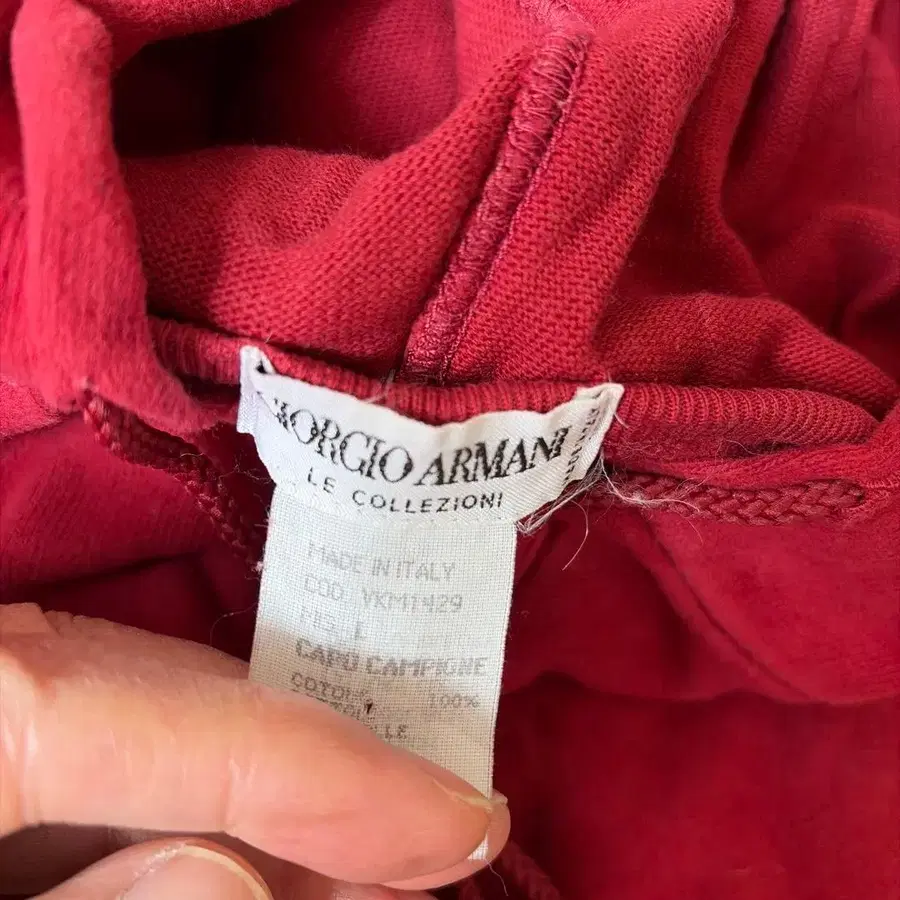 GIORGIO ARMANI
LE COLLEZIONI
MADE IN ITALY
COD VKM1429
MIS L
CAPO CAMPIONE
COTONE 100%